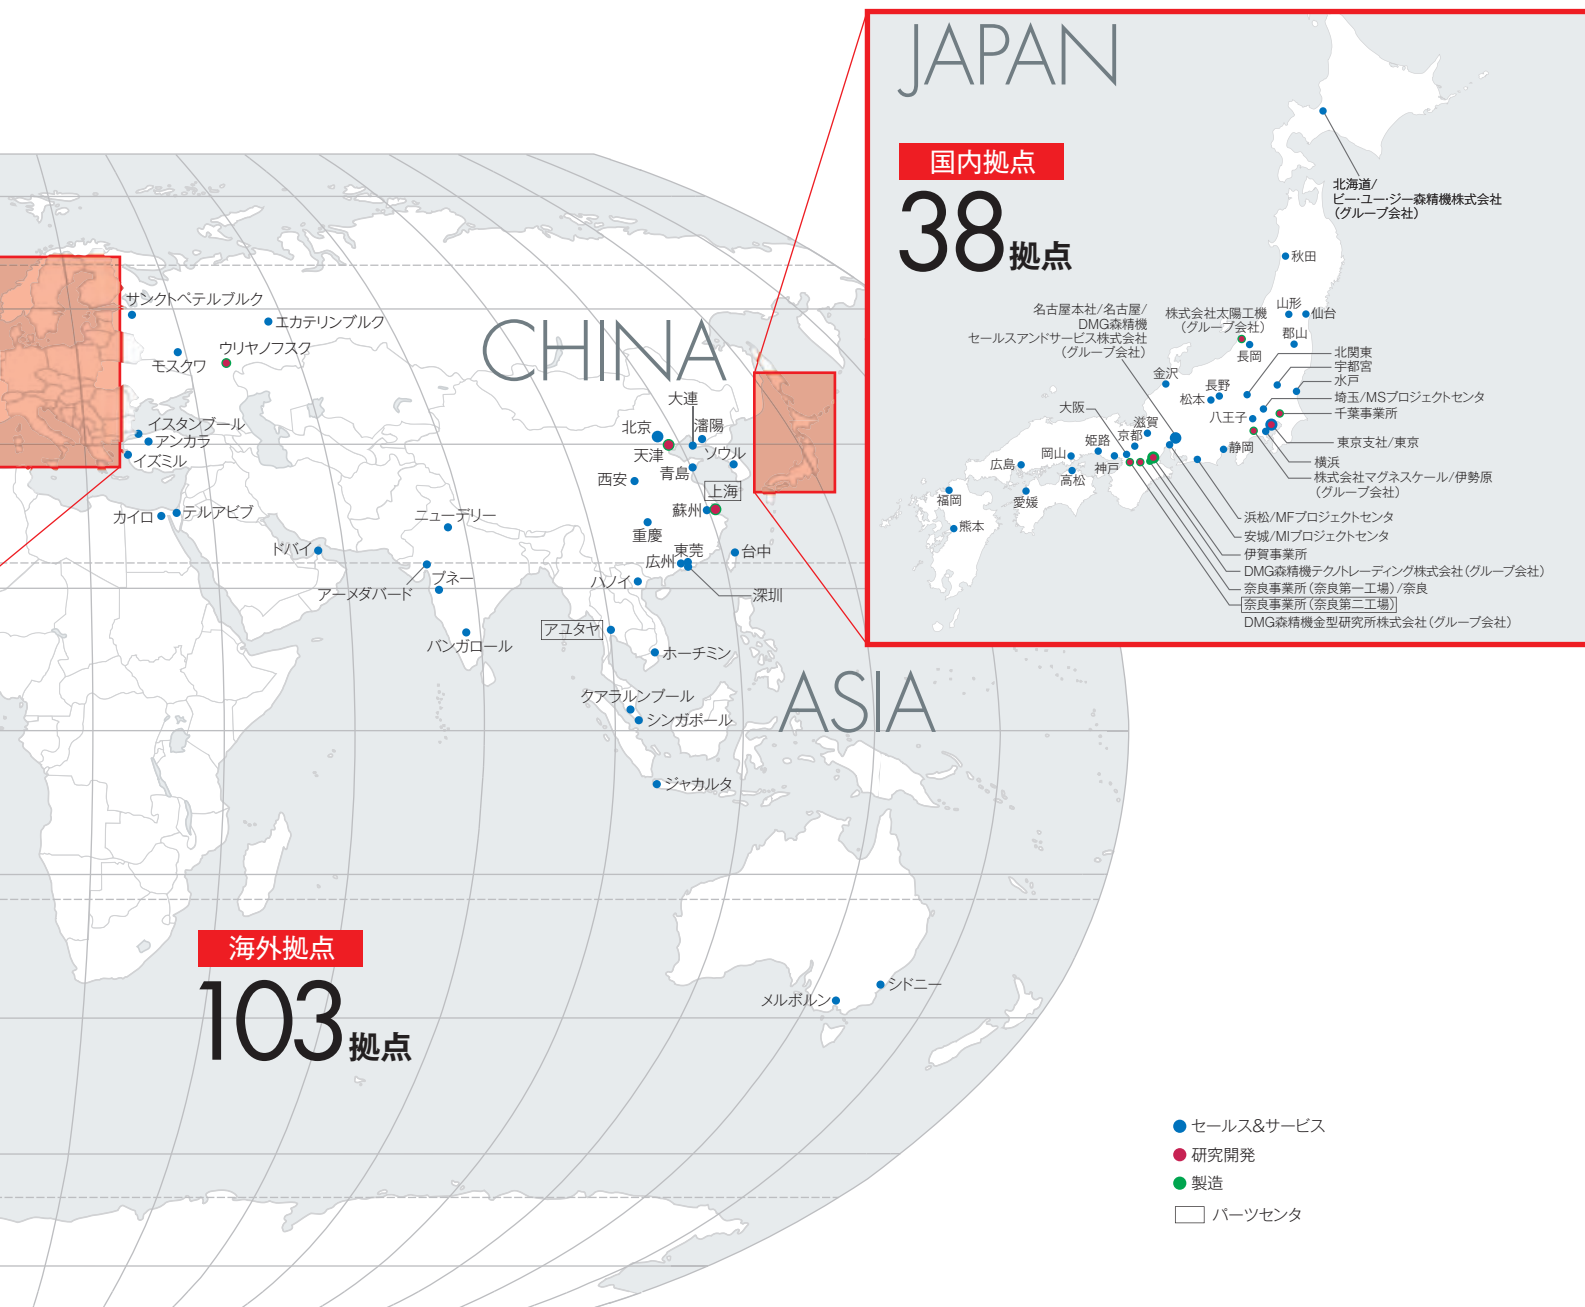 JAPAN
国内拠点
38拠点
北海道/
ビー・ユー・ジー森精機株式会社
(グループ会社)
秋田
山形
仙台
郡山
名古屋本社/名古屋/
DMG森精機
セールスアンドサービス株式会社
(グループ会社)
株式会社太陽工機
(グループ会社)
長岡
北関東
宇都宮
水戸
埼玉/MSプロジェクトセンタ
千葉事業所
東京支社/東京
横浜
株式会社マグネスケール/伊勢原
(グループ会社)
金沢
長野
松本
八王子
静岡
大阪
滋賀
京都
姫路
神戸
岡山
高松
広島
愛媛
福岡
熊本
浜松/MFプロジェクトセンタ
安城/MIプロジェクトセンタ
伊賀事業所
DMG森精機テクノトレーディング株式会社(グループ会社)
奈良事業所(奈良第一工場)/奈良
奈良事業所(奈良第二工場)
DMG森精機金型研究所株式会社(グループ会社)
サンクトペテルブルク
エカテリンブルク
モスクワ
ウリヤノフスク
イスタンブール
アンカラ
イズミル
カイロ
テルアビブ
ドバイ
CHINA
大連
北京
瀋陽
天津
ソウル
青島
西安
上海
蘇州
重慶
東莞
広州
台中
深圳
ニューデリー
アーメダバード
プネー
バンガロール
ハノイ
アユタヤ
ホーチミン
クアラルンプール
シンガポール
ASIA
ジャカルタ
シドニー
メルボルン
海外拠点
103拠点
セールス&サービス
研究開発
製造
パーツセンタ